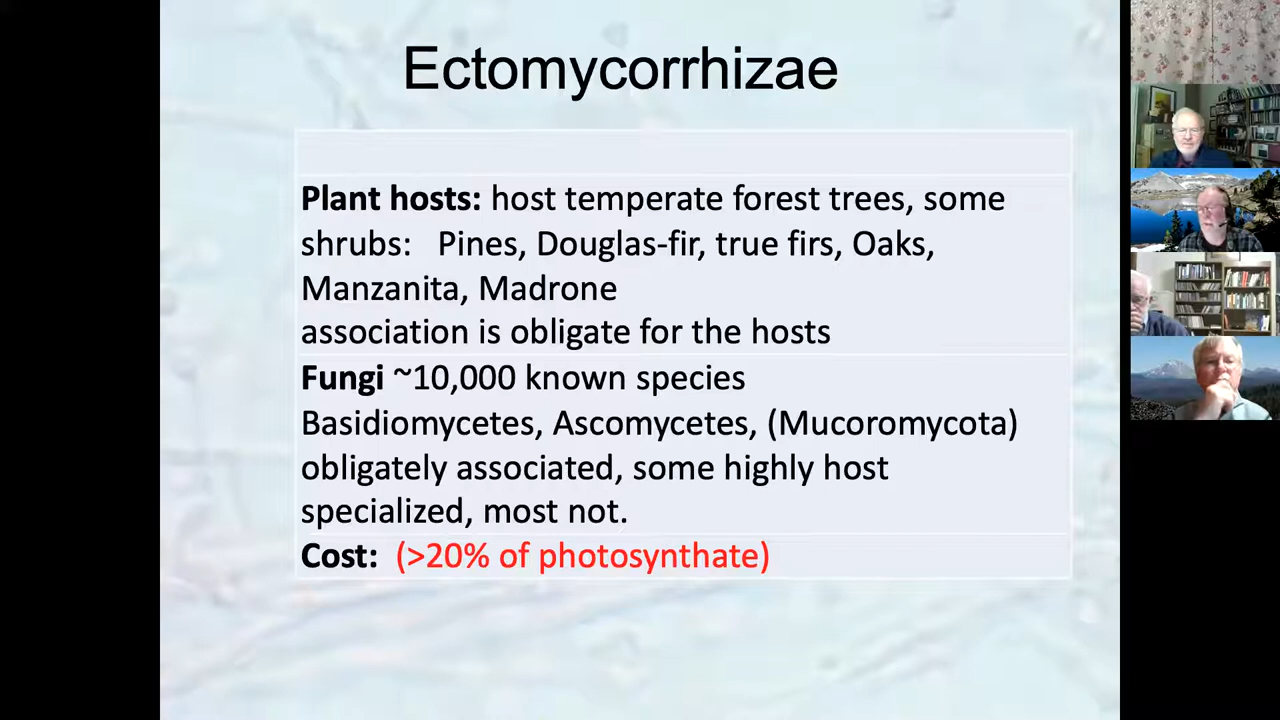 Ectomycorrhizae
Plant hosts: host temperate forest trees, some
shrubs: Pines, Douglas-fir, true firs, Oaks,
Manzanita, Madrone
association is obligate for the hosts
Fungi ~10,000 known species
Basidiomycetes, Ascomycetes, (Mucoromycota)
obligately associated, some highly host
specialized, most not.
Cost: (>20% of photosynthate)